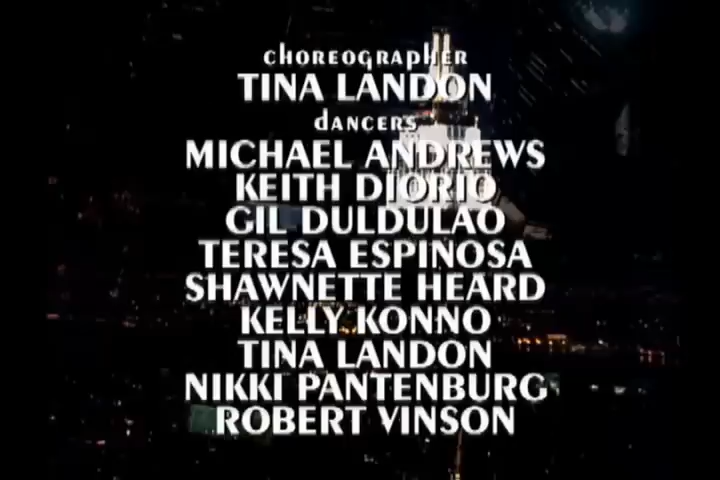 choreographer
TINA LANDON
dancers
MICHAEL ANDREWS
KEITH DIORIO
GIL DULDULAO
TERESA ESPINOSA
SHAWNETTE HEARD
KELLY KONNO
TINA LANDON
NIKKI PANTENBURG
ROBERT VINSON